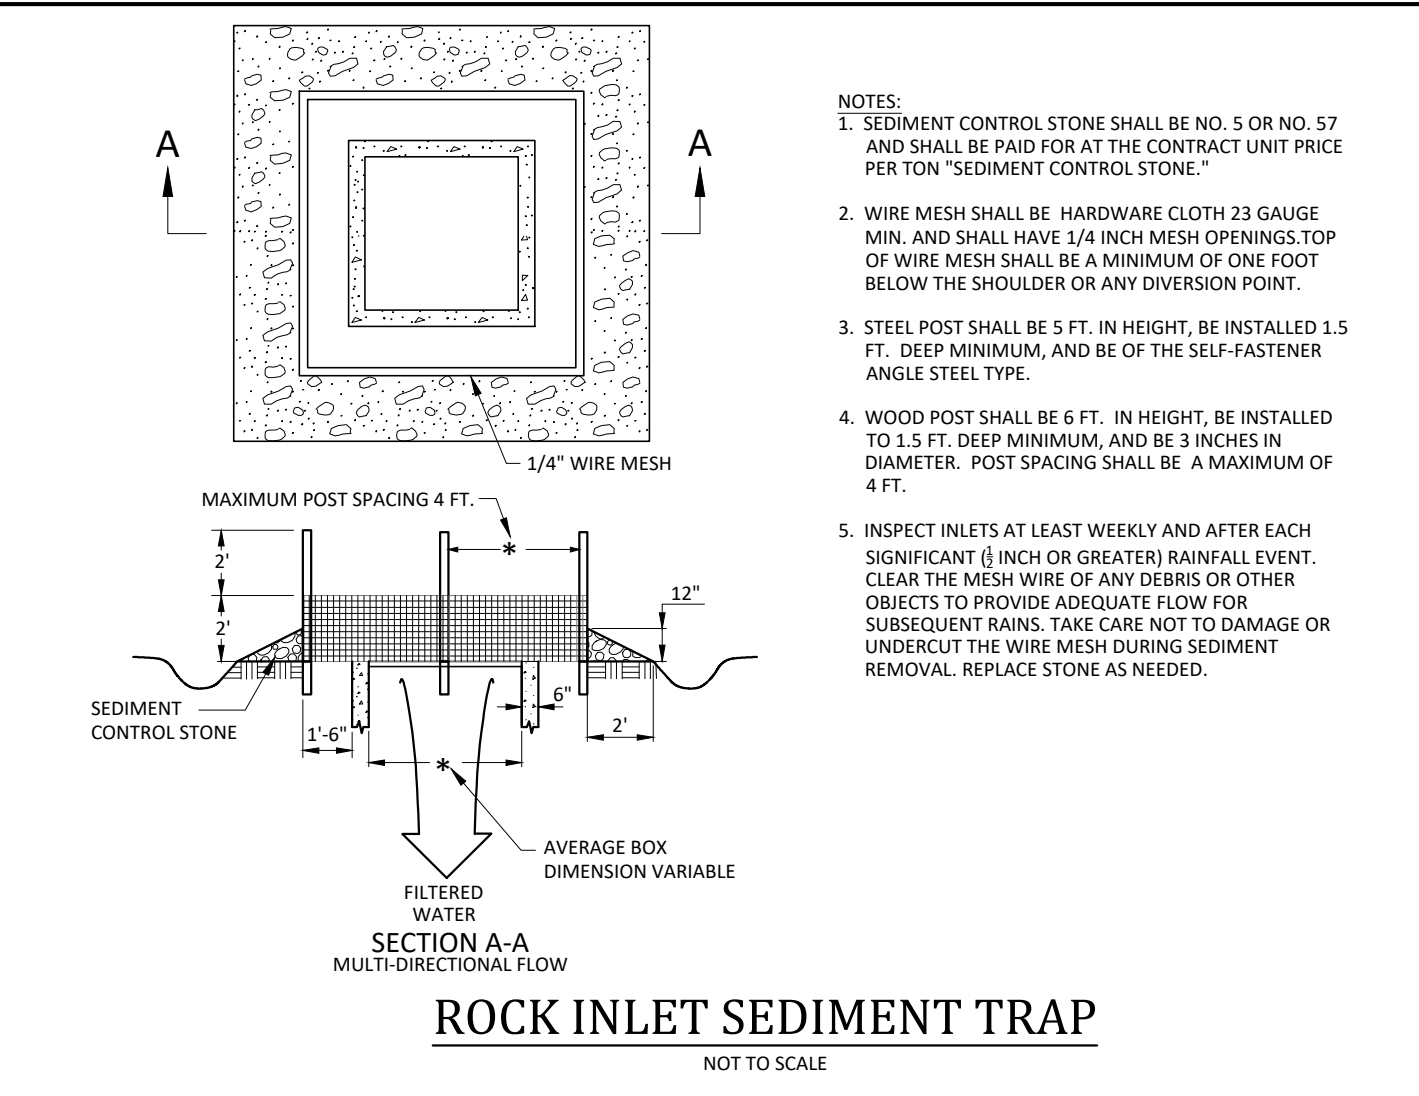 A
A
1/4" WIRE MESH
MAXIMUM POST SPACING 4 FT.
*
2'
2'
12"
SEDIMENT
CONTROL STONE
1'-6"
6"
2'
*
AVERAGE BOX
DIMENSION VARIABLE
FILTERED
WATER
SECTION A-A
MULTI-DIRECTIONAL FLOW
NOTES:
1. SEDIMENT CONTROL STONE SHALL BE NO. 5 OR NO. 57
AND SHALL BE PAID FOR AT THE CONTRACT UNIT PRICE
PER TON "SEDIMENT CONTROL STONE."
2. WIRE MESH SHALL BE HARDWARE CLOTH 23 GAUGE
MIN. AND SHALL HAVE 1/4 INCH MESH OPENINGS.TOP
OF WIRE MESH SHALL BE A MINIMUM OF ONE FOOT
BELOW THE SHOULDER OR ANY DIVERSION POINT.
3. STEEL POST SHALL BE 5 FT. IN HEIGHT, BE INSTALLED 1.5
FT. DEEP MINIMUM, AND BE OF THE SELF-FASTENER
ANGLE STEEL TYPE.
4. WOOD POST SHALL BE 6 FT. IN HEIGHT, BE INSTALLED
TO 1.5 FT. DEEP MINIMUM, AND BE 3 INCHES IN
DIAMETER. POST SPACING SHALL BE A MAXIMUM OF
4 FT.
5. INSPECT INLETS AT LEAST WEEKLY AND AFTER EACH
SIGNIFICANT (1/2 INCH OR GREATER) RAINFALL EVENT.
CLEAR THE MESH WIRE OF ANY DEBRIS OR OTHER
OBJECTS TO PROVIDE ADEQUATE FLOW FOR
SUBSEQUENT RAINS. TAKE CARE NOT TO DAMAGE OR
UNDERCUT THE WIRE MESH DURING SEDIMENT
REMOVAL. REPLACE STONE AS NEEDED.
ROCK INLET SEDIMENT TRAP
NOT TO SCALE